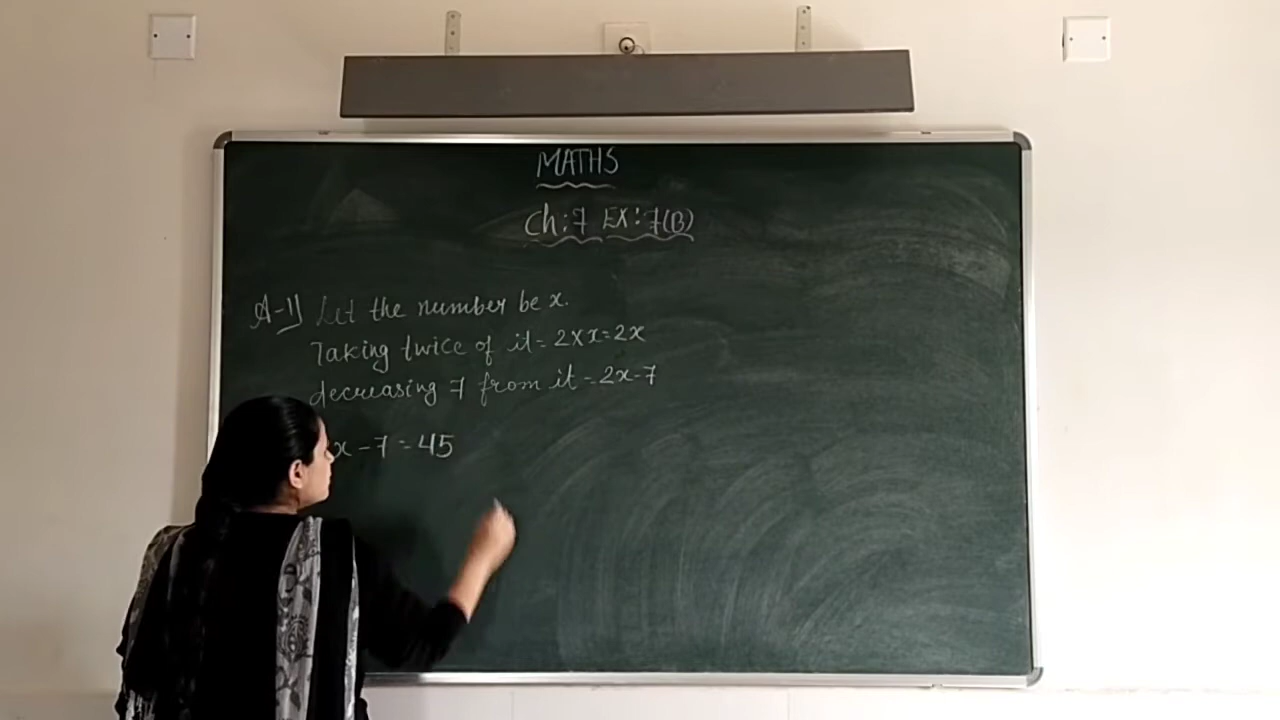 MATHS
Ch:7 EX:7(B)
A-1) Let the number be x.
Taking twice of it = 2×x=2x
decreasing 7 from it = 2x-7
x-7=45